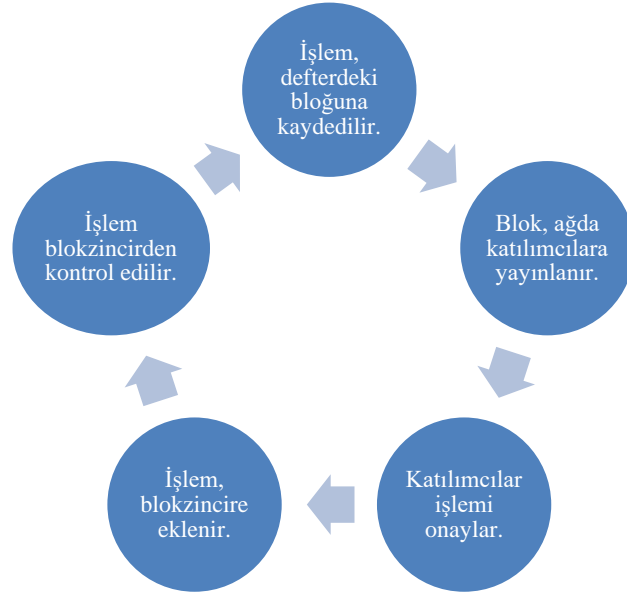 İşlem,
defterdeki
bloğuna
kaydedilir.
Blok, ağda
katılımcılara
yayınlanır.
Katılımcılar
işlemi
onaylar.
İşlem,
blokzincire
eklenir.
İşlem
blokzincirden
kontrol edilir.